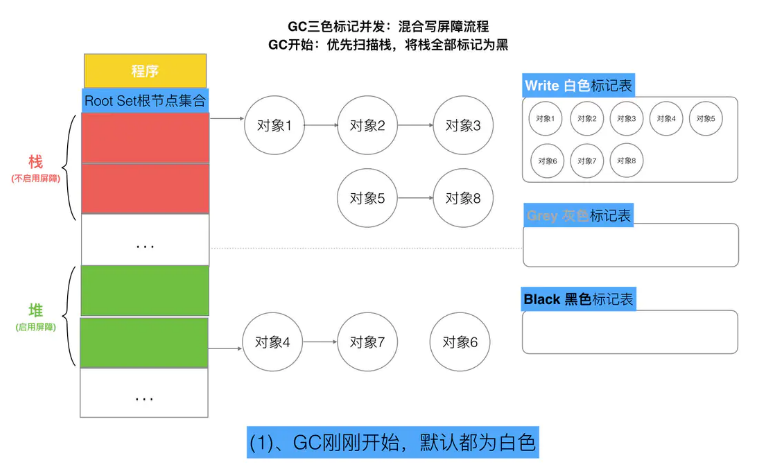 GC三色标记并发：混合写屏障流程
GC开始：优先扫描栈，将栈全部标记为黑
程序
Root Set根节点集合
栈
(不启用屏障)
...
堆
(启用屏障)
...
对象1
对象2
对象3
对象5
对象8
对象4
对象7
对象6
Write 白色标记表
对象1
对象2
对象3
对象4
对象5
对象6
对象7
对象8
Grey 灰色标记表
Black 黑色标记表
(1)、GC刚刚开始，默认都为白色